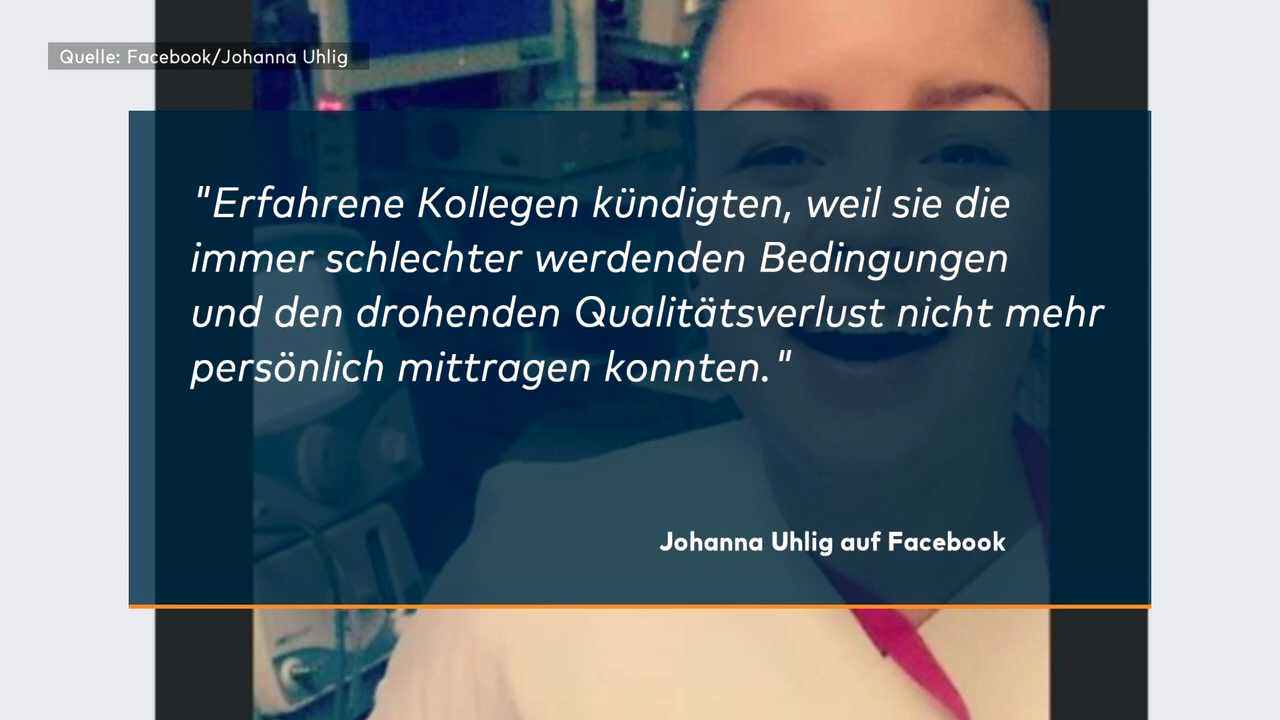 Quelle: Facebook/Johanna Uhlig
"Erfahrene Kollegen kündigten, weil sie die
immer schlechter werdenden Bedingungen
und den drohenden Qualitätsverlust nicht mehr
persönlich mittragen konnten."
Johanna Uhlig auf Facebook